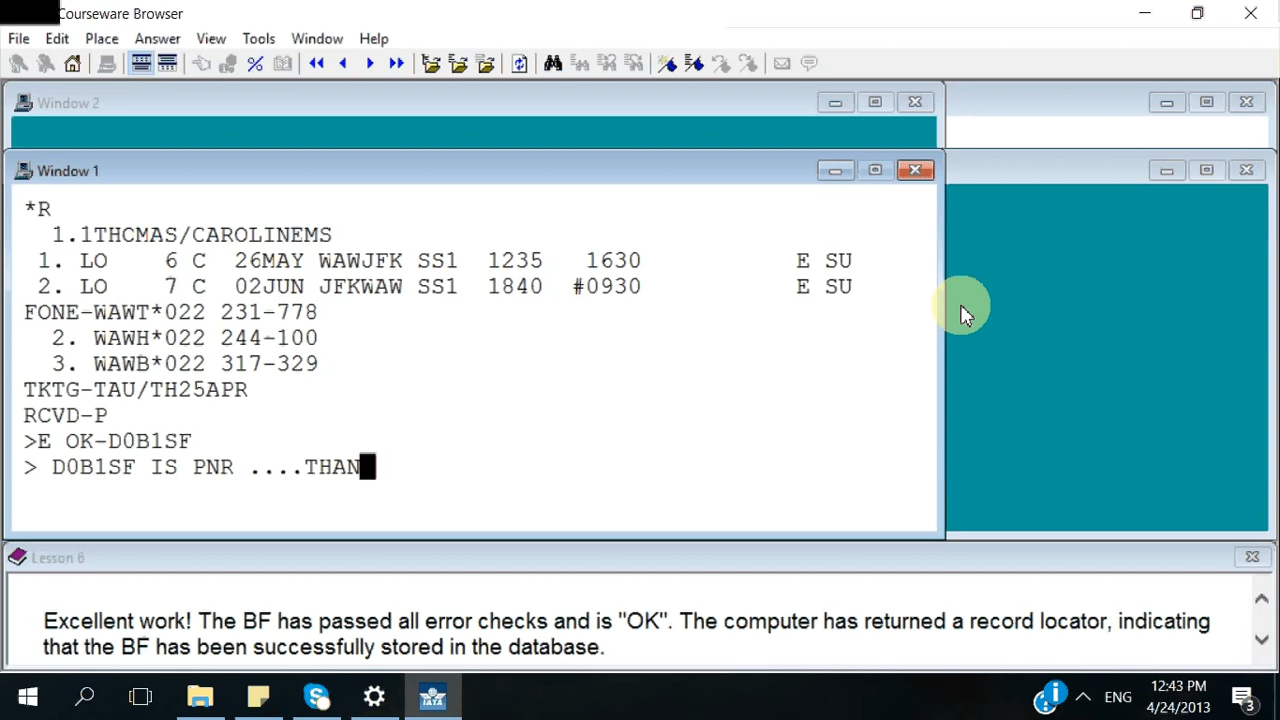 Courseware Browser
File Edit Place Answer View Tools Window Help
Window 2
Window 1
*R
1.1THCMAS/CAROLINEMS
1. LO 6 C 26MAY WAWJFK SS1 1235 1630 E SU
2. LO 7 C 02JUN JFKWAW SS1 1840 #0930 E SU
FONE-WAWT*022 231-778
2. WAWH*022 244-100
3. WAWB*022 317-329
TKTG-TAU/TH25APR
RCVD-P
>E OK-D0B1SF
> D0B1SF IS PNR ....THAN
Lesson 6
Excellent work! The BF has passed all error checks and is "OK". The computer has returned a record locator, indicating
that the BF has been successfully stored in the database.
IATA
ENG
12:43 PM
4/24/2013
3